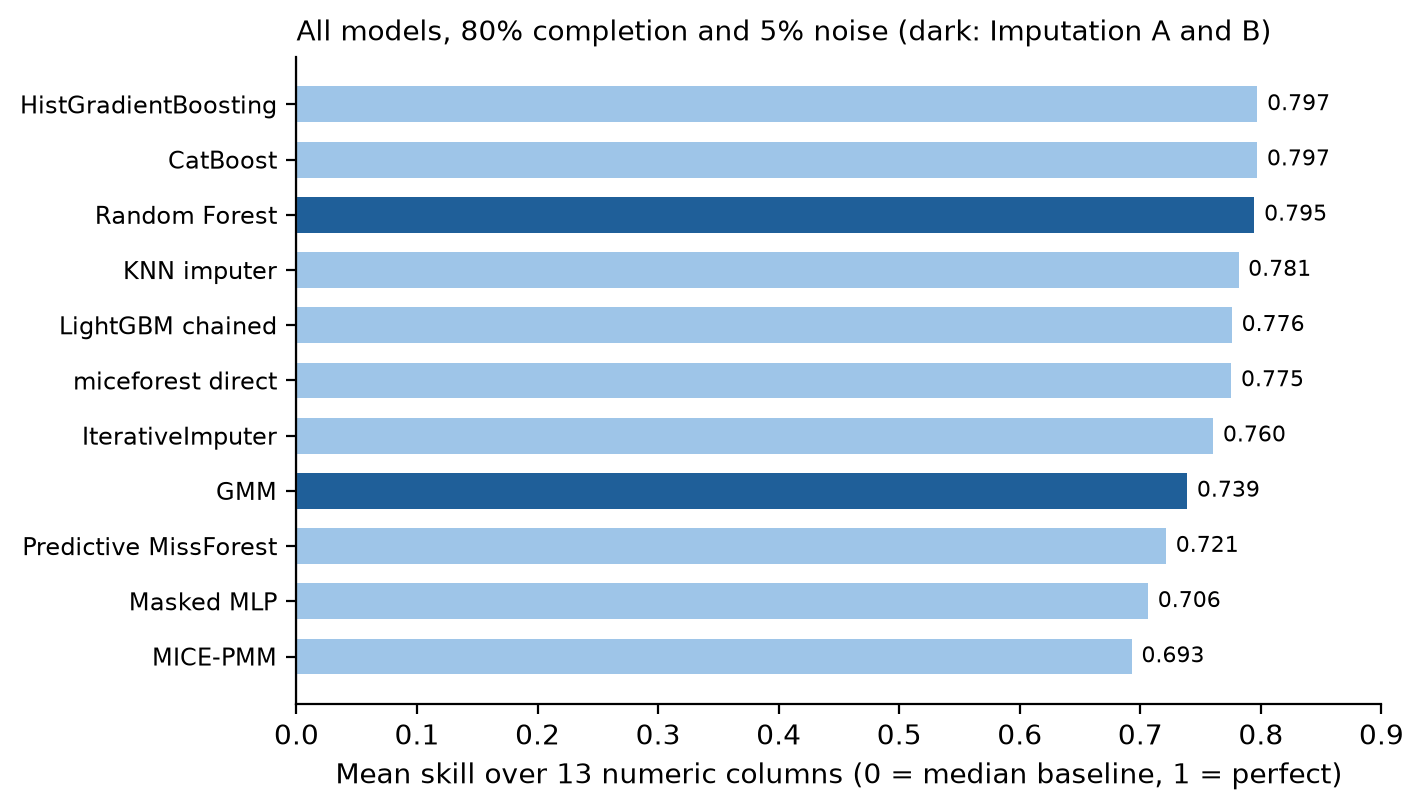 All models, 80% completion and 5% noise (dark: Imputation A and B)
HistGradientBoosting 0.797
CatBoost 0.797
Random Forest 0.795
KNN imputer 0.781
LightGBM chained 0.776
miceforest direct 0.775
IterativeImputer 0.760
GMM 0.739
Predictive MissForest 0.721
Masked MLP 0.706
MICE-PMM 0.693
0.0 0.1 0.2 0.3 0.4 0.5 0.6 0.7 0.8 0.9
Mean skill over 13 numeric columns (0 = median baseline, 1 = perfect)